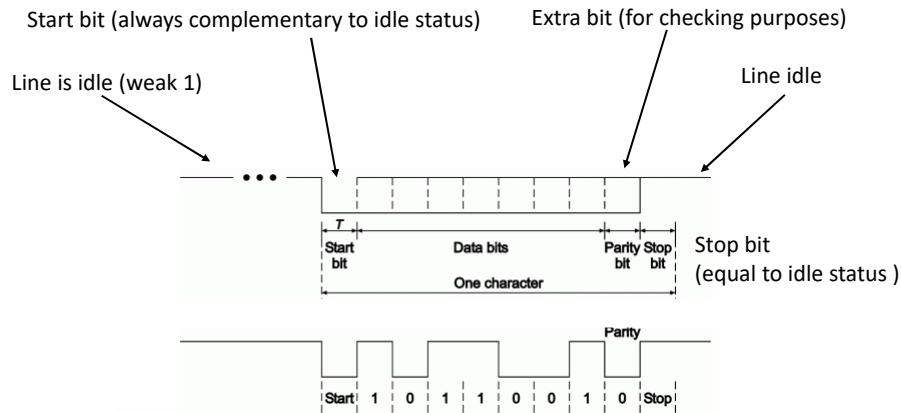 Start bit (always complementary to idle status)
Extra bit (for checking purposes)
Line is idle (weak 1)
Line idle
T
Start bit
Data bits
Parity bit
Stop bit
Stop bit
(equal to idle status )
One character
Parity
Start 1 0 1 1 0 0 1 0 Stop